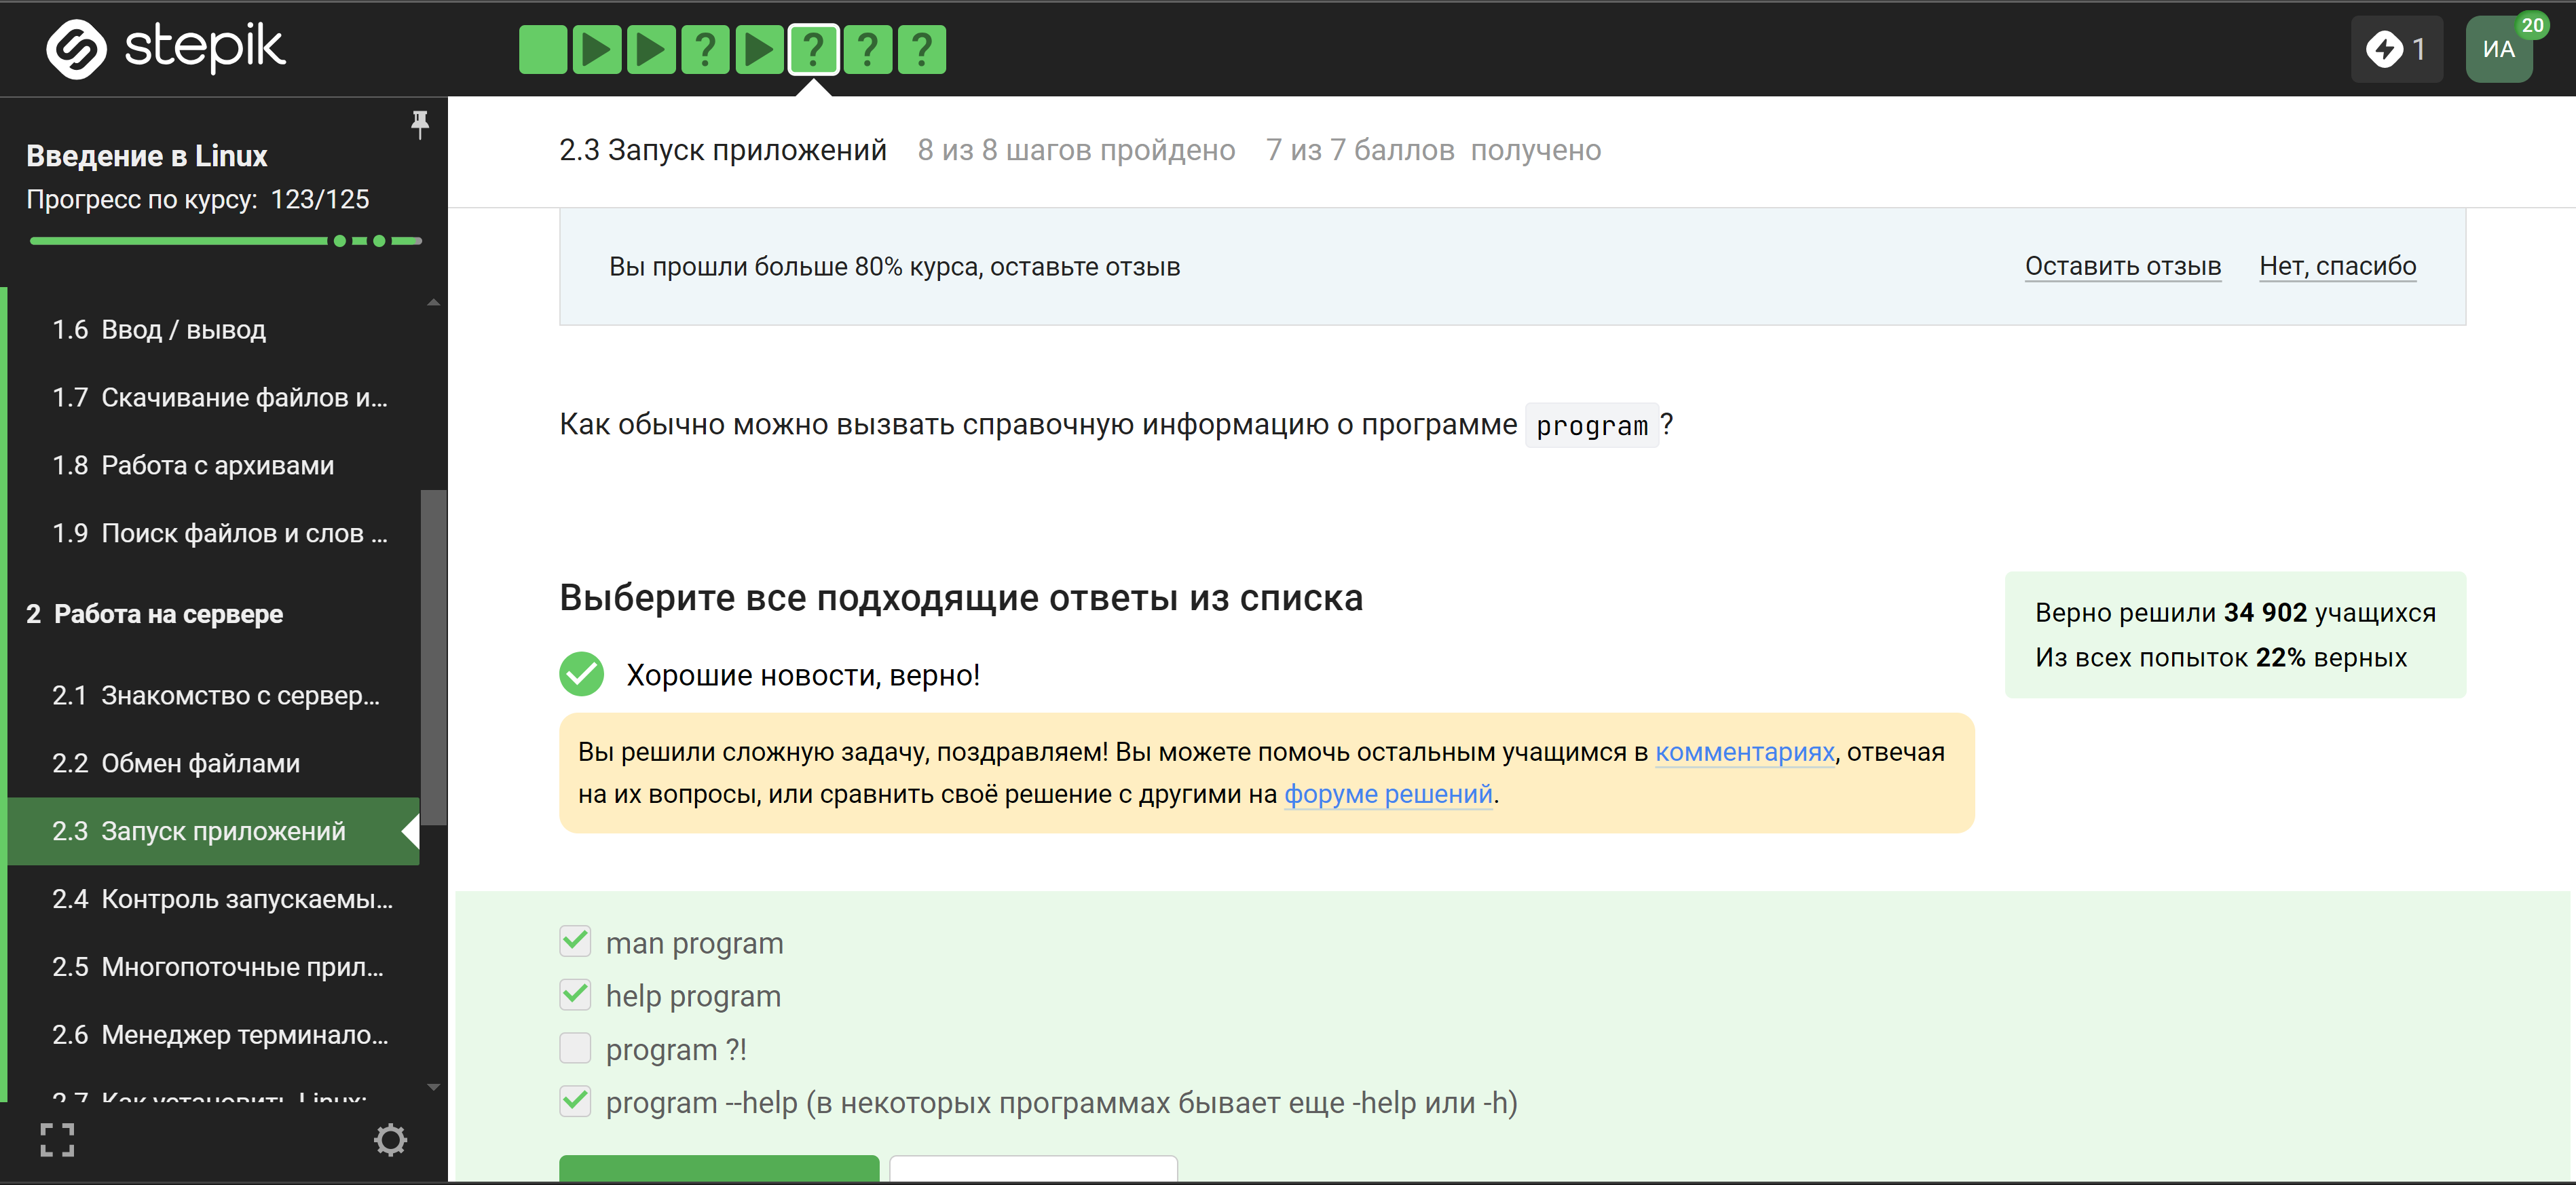 stepik
?
?
?
?
1
ИА
20
Введение в Linux
Прогресс по курсу: 123/125
1.6 Ввод / вывод
1.7 Скачивание файлов и...
1.8 Работа с архивами
1.9 Поиск файлов и слов ...
2 Работа на сервере
2.1 Знакомство с сервер...
2.2 Обмен файлами
2.3 Запуск приложений
2.4 Контроль запускаемы...
2.5 Многопоточные прил...
2.6 Менеджер терминало...
2.7 Как установить Linux:
2.3 Запуск приложений 8 из 8 шагов пройдено 7 из 7 баллов получено
Вы прошли больше 80% курса, оставьте отзыв
Оставить отзыв Нет, спасибо
Как обычно можно вызвать справочную информацию о программе program?
Выберите все подходящие ответы из списка
Хорошие новости, верно!
Верно решили 34 902 учащихся
Из всех попыток 22% верных
Вы решили сложную задачу, поздравляем! Вы можете помочь остальным учащимся в комментариях, отвечая
на их вопросы, или сравнить своё решение с другими на форуме решений.
man program
help program
program ?!
program --help (в некоторых программах бывает еще -help или -h)